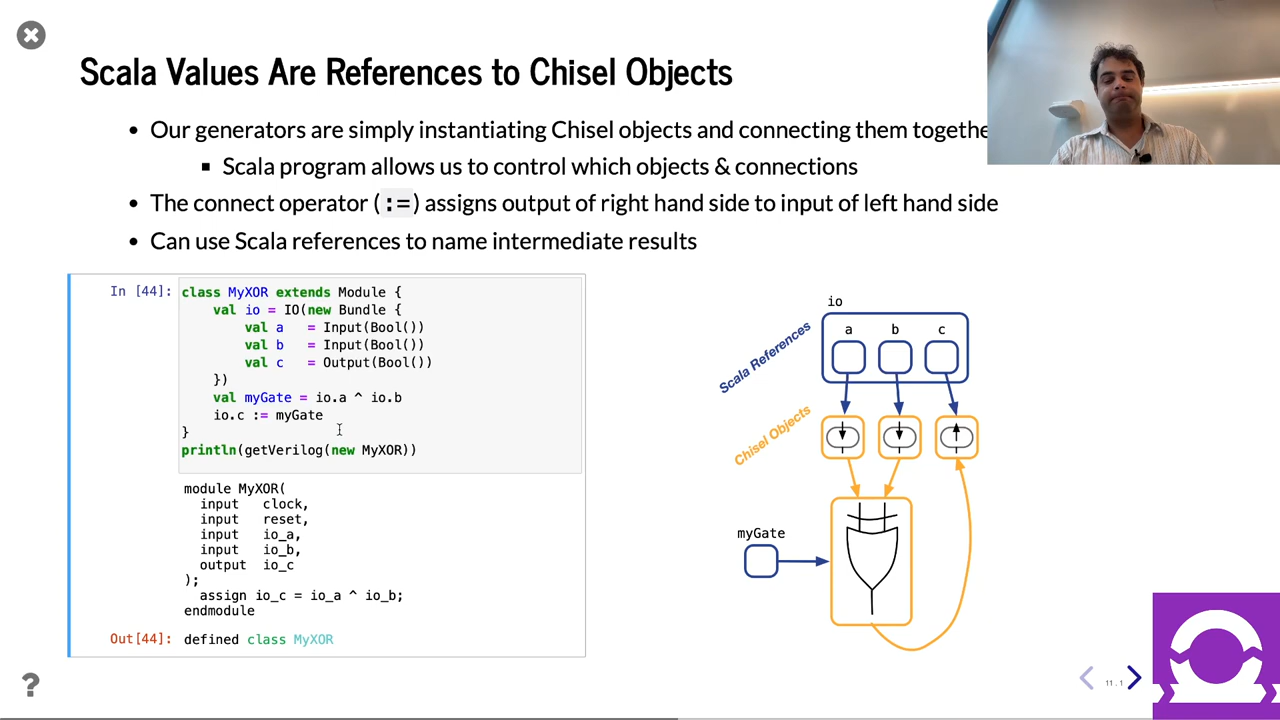 Scala Values Are References to Chisel Objects
• Our generators are simply instantiating Chisel objects and connecting them togethe
▪ Scala program allows us to control which objects & connections
• The connect operator (:=) assigns output of right hand side to input of left hand side
• Can use Scala references to name intermediate results
In [44]: class MyXOR extends Module {
val io = IO(new Bundle {
val a = Input(Bool())
val b = Input(Bool())
val c = Output(Bool())
})
val myGate = io.a ^ io.b
io.c := myGate
}
println(getVerilog(new MyXOR))
module MyXOR(
input clock,
input reset,
input io_a,
input io_b,
output io_c
);
assign io_c = io_a ^ io_b;
endmodule
Out[44]: defined class MyXOR
io
a b c
Scala References
Chisel Objects
myGate
?
11.1